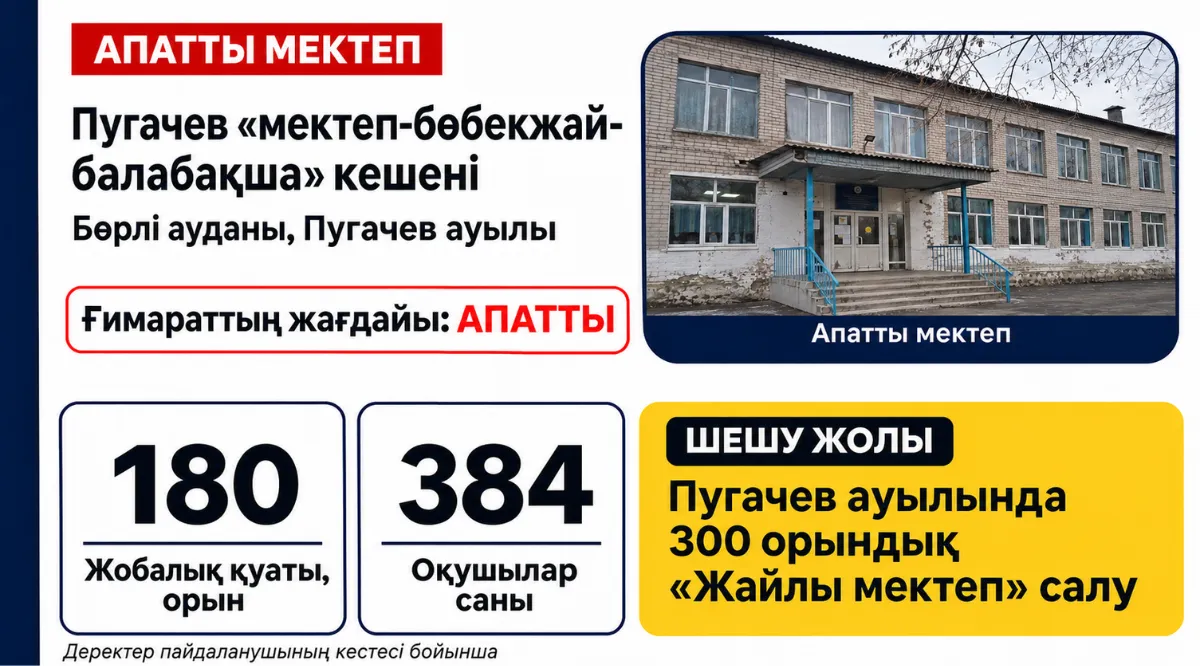 АПАТТЫ МЕКТЕП
Пугачев «мектеп-бөбекжай-
балабақша» кешені
Бөрлі ауданы, Пугачев ауылы
Ғимараттың жағдайы: АПАТТЫ
Апатты мектеп
180
Жобалық қуаты,
орын
384
Оқушылар
саны
ШЕШУ ЖОЛЫ
Пугачев ауылында
300 орындық
«Жайлы мектеп» салу
Деректер пайдаланушының кестесі бойынша